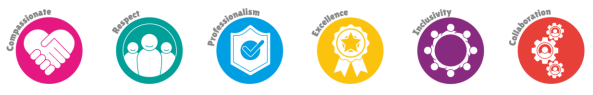 Compassionate
Respect
Professionalism
Excellence
Inclusivity
Collaboration